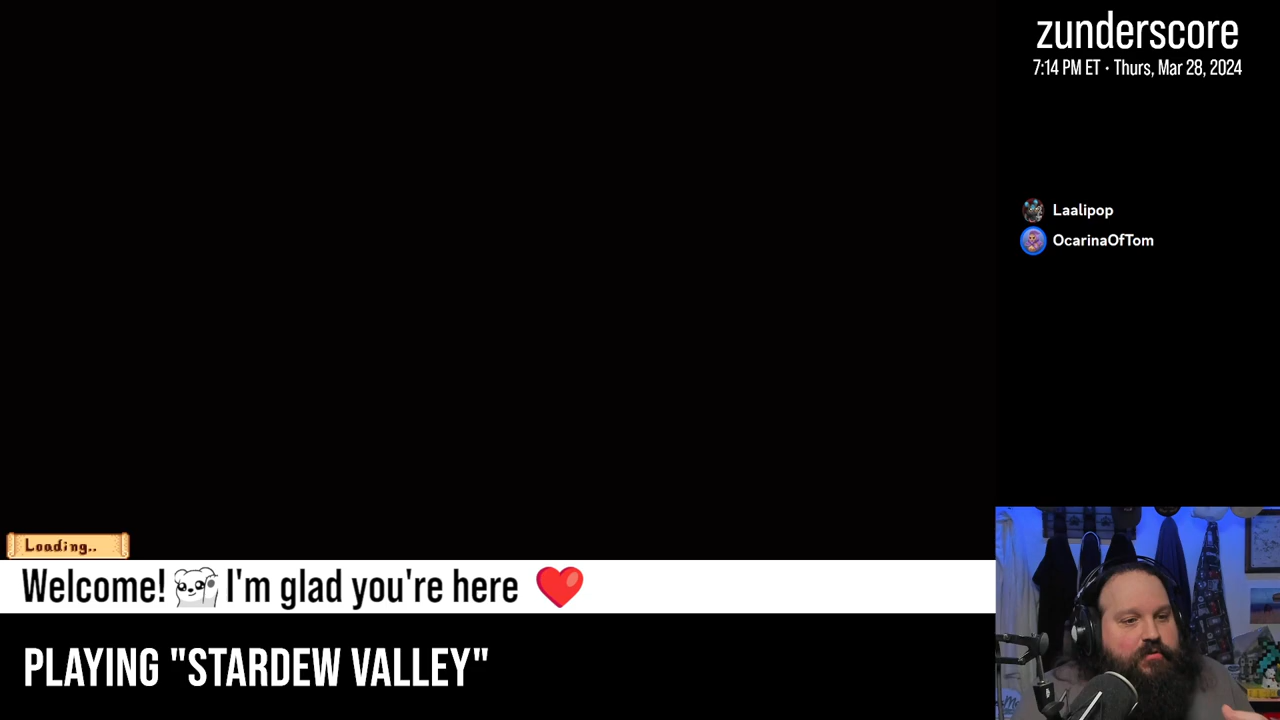 zunderscore
7:14 PM ET • Thurs, Mar 28, 2024
Laalipop
OcarinaOfTom
Loading..
Welcome! I'm glad you're here ❤️
PLAYING "STARDEW VALLEY"